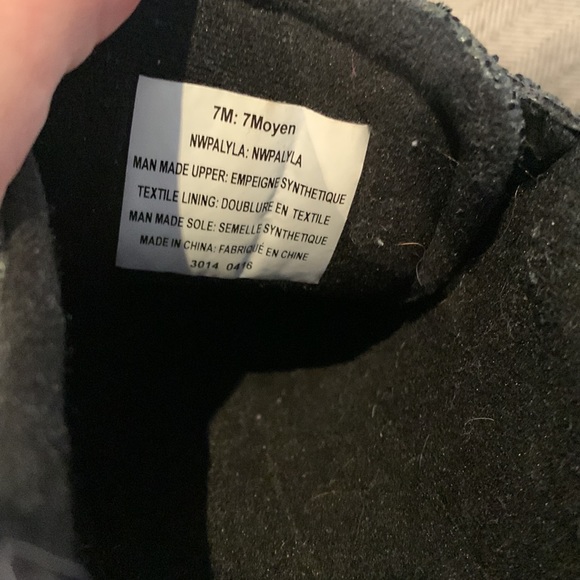 7M: 7Moyen
NWPALYLA: NWPALYLA
MAN MADE UPPER: EMPEIGNE SYNTHETIQUE
TEXTILE LINING: DOUBLURE EN TEXTILE
MAN MADE SOLE: SEMELLE SYNTHETIQUE
MADE IN CHINA: FABRIQUÉ EN CHINE
3014 0416